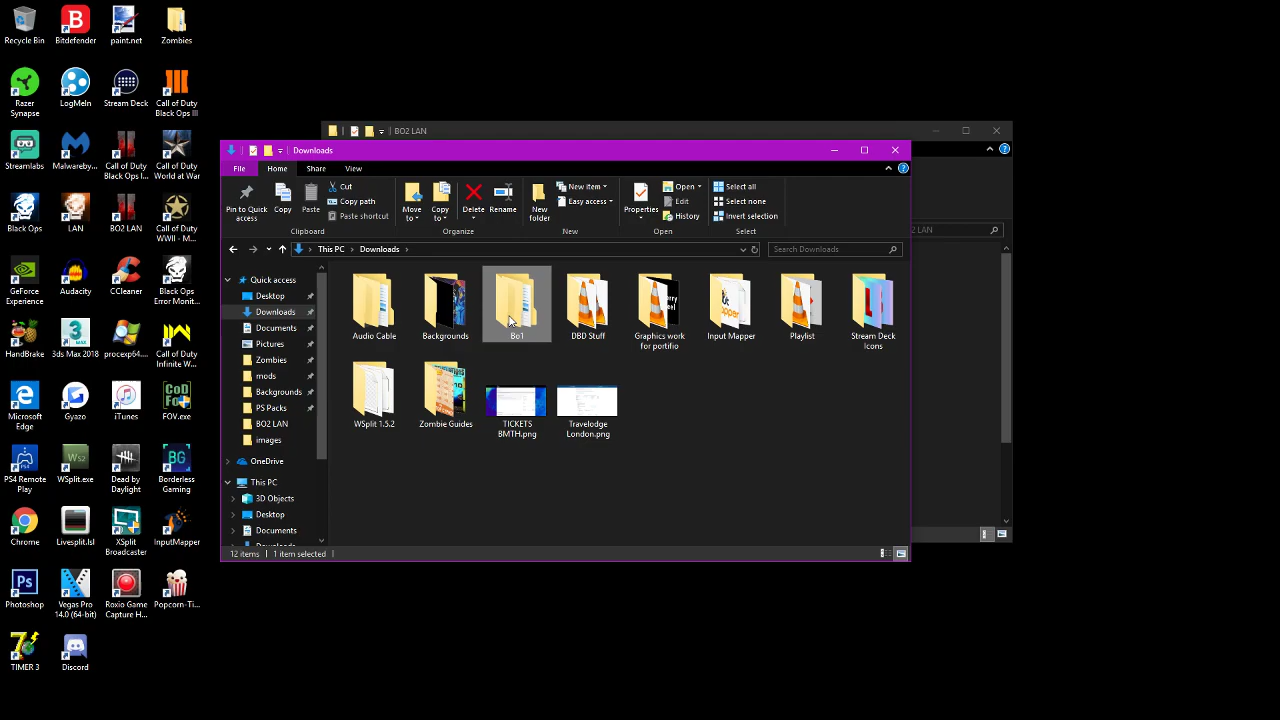 Recycle Bin
Bitdefender
paint.net
Zombies
Razer
Synapse
LogMeIn
Stream Deck
Call of Duty
Black Ops III
Streamlabs
Malwareby...
Call of Duty
Black Ops I...
Call of Duty
World at War
Black Ops
LAN
BO2 LAN
Call of Duty
WWII - M...
GeForce
Experience
Audacity
CCleaner
Black Ops
Error Monit...
HandBrake
3ds Max 2018
procexp64....
Call of Duty
Infinite W...
Microsoft
Edge
Gyazo
iTunes
CoD
FOV
FOV.exe
PS4 Remote
Play
WSplit.exe
Dead by
Daylight
Borderless
Gaming
Chrome
Livesplit.lsl
XSplit
Broadcaster
InputMapper
Photoshop
Vegas Pro
14.0 (64-bit)
Roxio Game
Capture H...
Popcorn-Ti...
TIMER 3
Discord
BO2 LAN
Downloads
File
Home
Share
View
Pin to Quick
access
Copy
Paste
Cut
Copy path
Paste shortcut
Clipboard
Move
to
Copy
to
Delete
Rename
Organize
New
folder
New item
Easy access
New
Properties
Open
Edit
History
Open
Select all
Select none
Invert selection
Select
This PC
Downloads
Search Downloads
2 LAN
Quick access
Desktop
Downloads
Documents
Pictures
Zombies
mods
Backgrounds
PS Packs
BO2 LAN
images
OneDrive
This PC
3D Objects
Desktop
Documents
Audio Cable
Backgrounds
Bo1
DBD Stuff
Graphics work
for portifio
Input Mapper
Playlist
Stream Deck
Icons
WSplit 1.5.2
Zombie Guides
TICKETS
BMTH.png
Travelodge
London.png
12 items
1 item selected